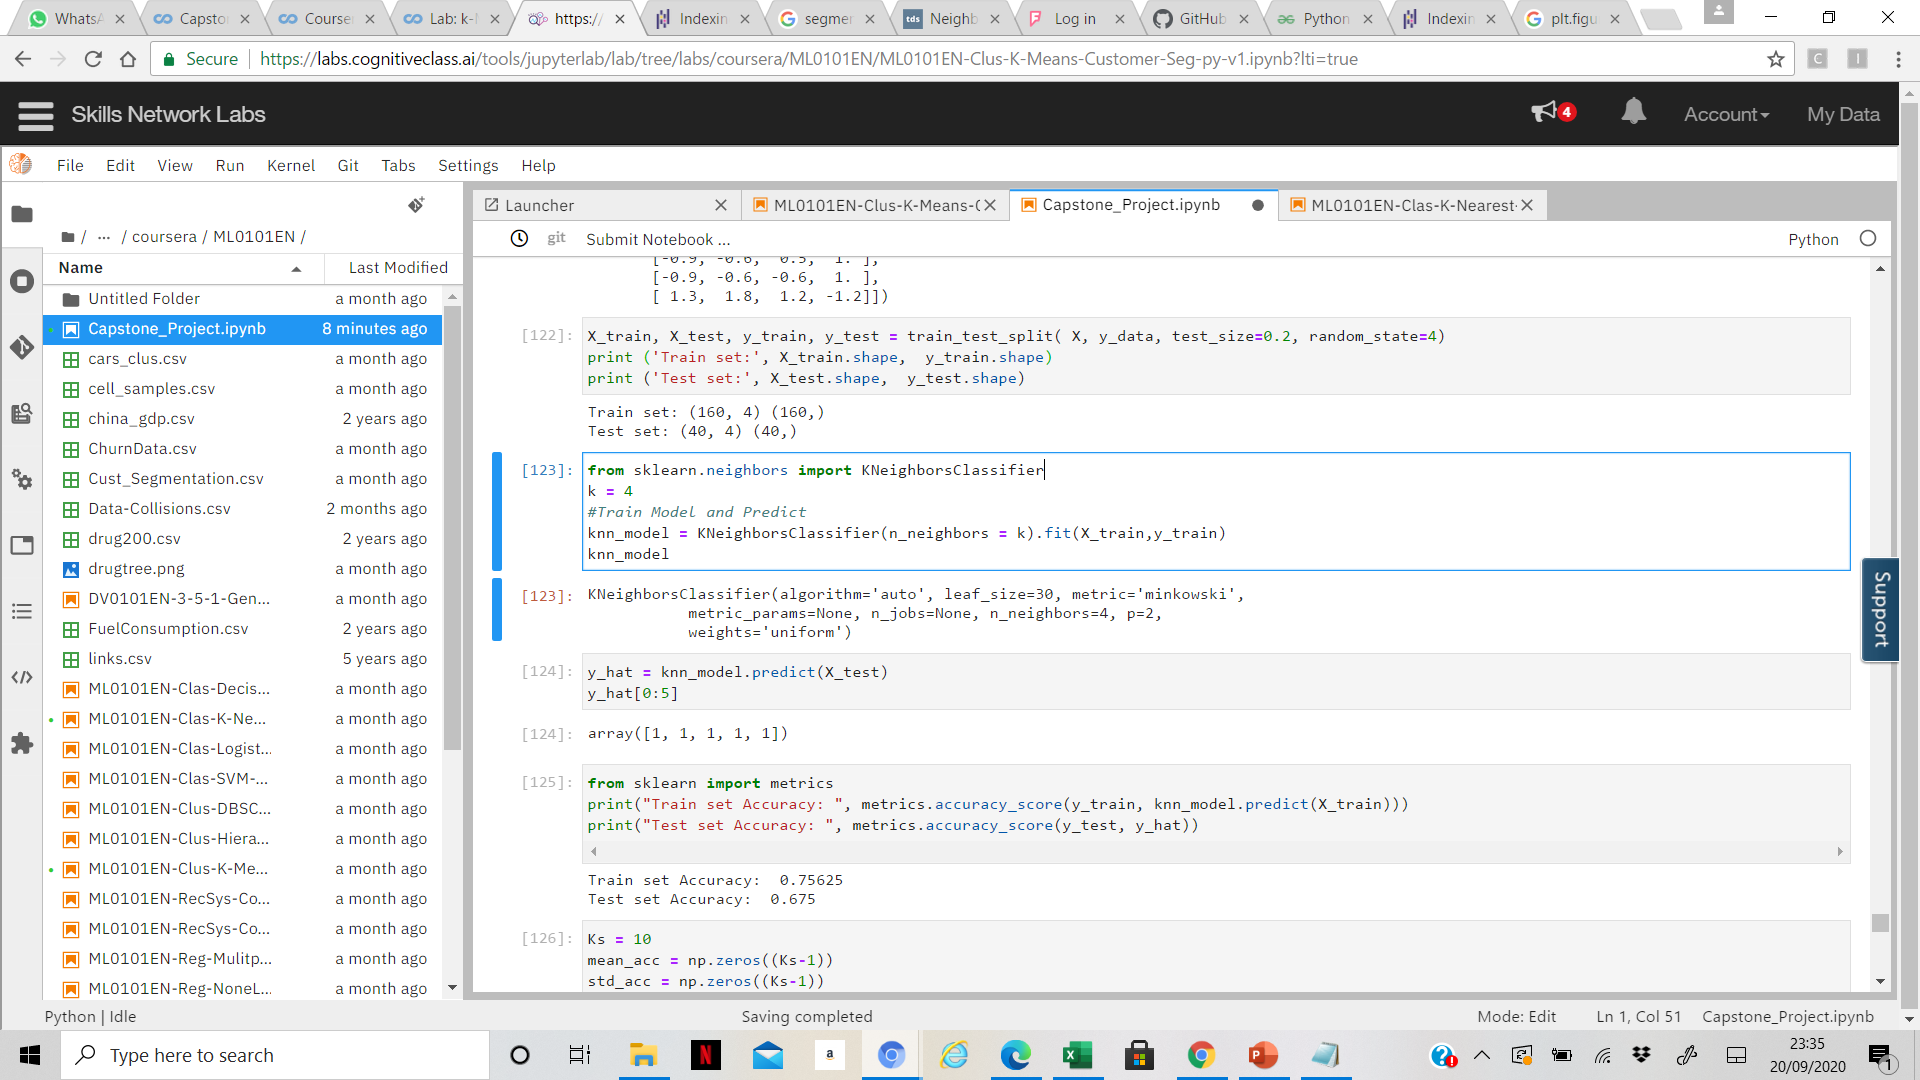 WhatsA
Capsto
Course
Lab: k-
https:/
Indexin
segmer
tds Neighb
Log in
GitHub
Python
Indexin
plt.figu
Secure
https://labs.cognitiveclass.ai/tools/jupyterlab/lab/tree/labs/coursera/ML0101EN/ML0101EN-Clus-K-Means-Customer-Seg-py-v1.ipynb?lti=true
C I
Skills Network Labs
4
Account
My Data
File Edit View Run Kernel Git Tabs Settings Help
Launcher
ML0101EN-Clus-K-Means-C
Capstone_Project.ipynb
ML0101EN-Clas-K-Nearest-
/ ··· / coursera / ML0101EN /
git Submit Notebook ...
Python
Name Last Modified
Untitled Folder a month ago
Capstone_Project.ipynb 8 minutes ago
cars_clus.csv a month ago
cell_samples.csv a month ago
china_gdp.csv 2 years ago
ChurnData.csv a month ago
Cust_Segmentation.csv a month ago
Data-Collisions.csv 2 months ago
drug200.csv 2 years ago
drugtree.png a month ago
DV0101EN-3-5-1-Gen... a month ago
FuelConsumption.csv 2 years ago
links.csv 5 years ago
ML0101EN-Clas-Decis... a month ago
ML0101EN-Clas-K-Ne... a month ago
ML0101EN-Clas-Logist... a month ago
ML0101EN-Clas-SVM-... a month ago
ML0101EN-Clus-DBSC... a month ago
ML0101EN-Clus-Hiera... a month ago
ML0101EN-Clus-K-Me... a month ago
ML0101EN-RecSys-Co... a month ago
ML0101EN-RecSys-Co... a month ago
ML0101EN-Reg-Mulitp... a month ago
ML0101EN-Reg-NoneL... a month ago
[-0.9, -0.6, 0.5, 1. ],
[-0.9, -0.6, -0.6, 1. ],
[ 1.3, 1.8, 1.2, -1.2]])
[122]: X_train, X_test, y_train, y_test = train_test_split( X, y_data, test_size=0.2, random_state=4)
print ('Train set:', X_train.shape, y_train.shape)
print ('Test set:', X_test.shape, y_test.shape)
Train set: (160, 4) (160,)
Test set: (40, 4) (40,)
[123]: from sklearn.neighbors import KNeighborsClassifier
k = 4
#Train Model and Predict
knn_model = KNeighborsClassifier(n_neighbors = k).fit(X_train,y_train)
knn_model
[123]: KNeighborsClassifier(algorithm='auto', leaf_size=30, metric='minkowski',
metric_params=None, n_jobs=None, n_neighbors=4, p=2,
weights='uniform')
[124]: y_hat = knn_model.predict(X_test)
y_hat[0:5]
[124]: array([1, 1, 1, 1, 1])
[125]: from sklearn import metrics
print("Train set Accuracy: ", metrics.accuracy_score(y_train, knn_model.predict(X_train)))
print("Test set Accuracy: ", metrics.accuracy_score(y_test, y_hat))
Train set Accuracy: 0.75625
Test set Accuracy: 0.675
[126]: Ks = 10
mean_acc = np.zeros((Ks-1))
std_acc = np.zeros((Ks-1))
Support
Python | Idle
Saving completed
Mode: Edit
Ln 1, Col 51
Capstone_Project.ipynb
Type here to search
23:35
20/09/2020
1